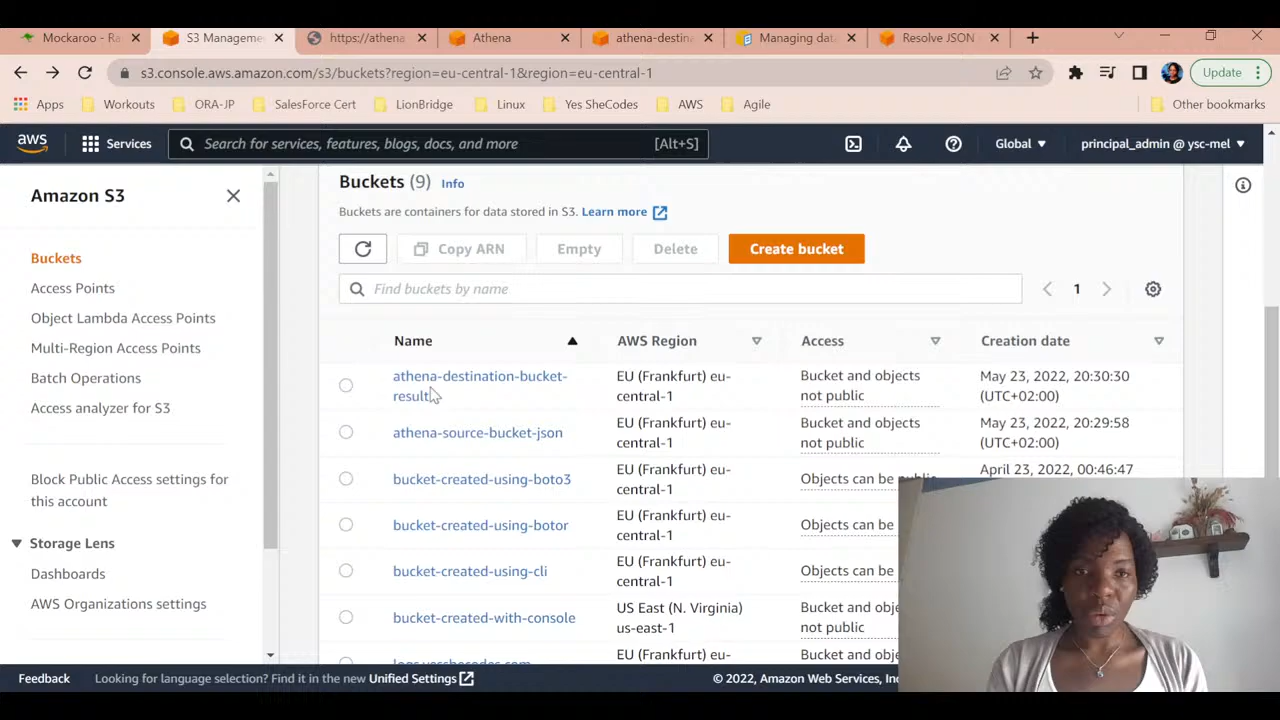 Mockaroo - Ra
S3 Manageme
https://athena
Athena
athena-destina
Managing data
Resolve JSON
s3.console.aws.amazon.com/s3/buckets?region=eu-central-1&region=eu-central-1
Update
Apps
Workouts
ORA-JP
SalesForce Cert
LionBridge
Linux
Yes SheCodes
AWS
Agile
Other bookmarks
aws
Services
Search for services, features, blogs, docs, and more
[Alt+S]
Global
principal_admin @ ysc-mel
Amazon S3
Buckets
Access Points
Object Lambda Access Points
Multi-Region Access Points
Batch Operations
Access analyzer for S3
Block Public Access settings for
this account
Storage Lens
Dashboards
AWS Organizations settings
Buckets (9) Info
Buckets are containers for data stored in S3. Learn more
Copy ARN
Empty
Delete
Create bucket
Find buckets by name
1
Name
AWS Region
Access
Creation date
athena-destination-bucket-
result
EU (Frankfurt) eu-
central-1
Bucket and objects
not public
May 23, 2022, 20:30:30
(UTC+02:00)
athena-source-bucket-json
EU (Frankfurt) eu-
central-1
Bucket and objects
not public
May 23, 2022, 20:29:58
(UTC+02:00)
bucket-created-using-boto3
EU (Frankfurt) eu-
central-1
Objects can be public
April 23, 2022, 00:46:47
bucket-created-using-botor
EU (Frankfurt) eu-
central-1
Objects can be
bucket-created-using-cli
EU (Frankfurt) eu-
central-1
Objects can be
bucket-created-with-console
US East (N. Virginia)
us-east-1
Bucket and obje
not public
logs.yesshecodes.com
EU (Frankfurt) eu-
Bucket and obje
Feedback
Looking for language selection? Find it in the new Unified Settings
© 2022, Amazon Web Services, Inc